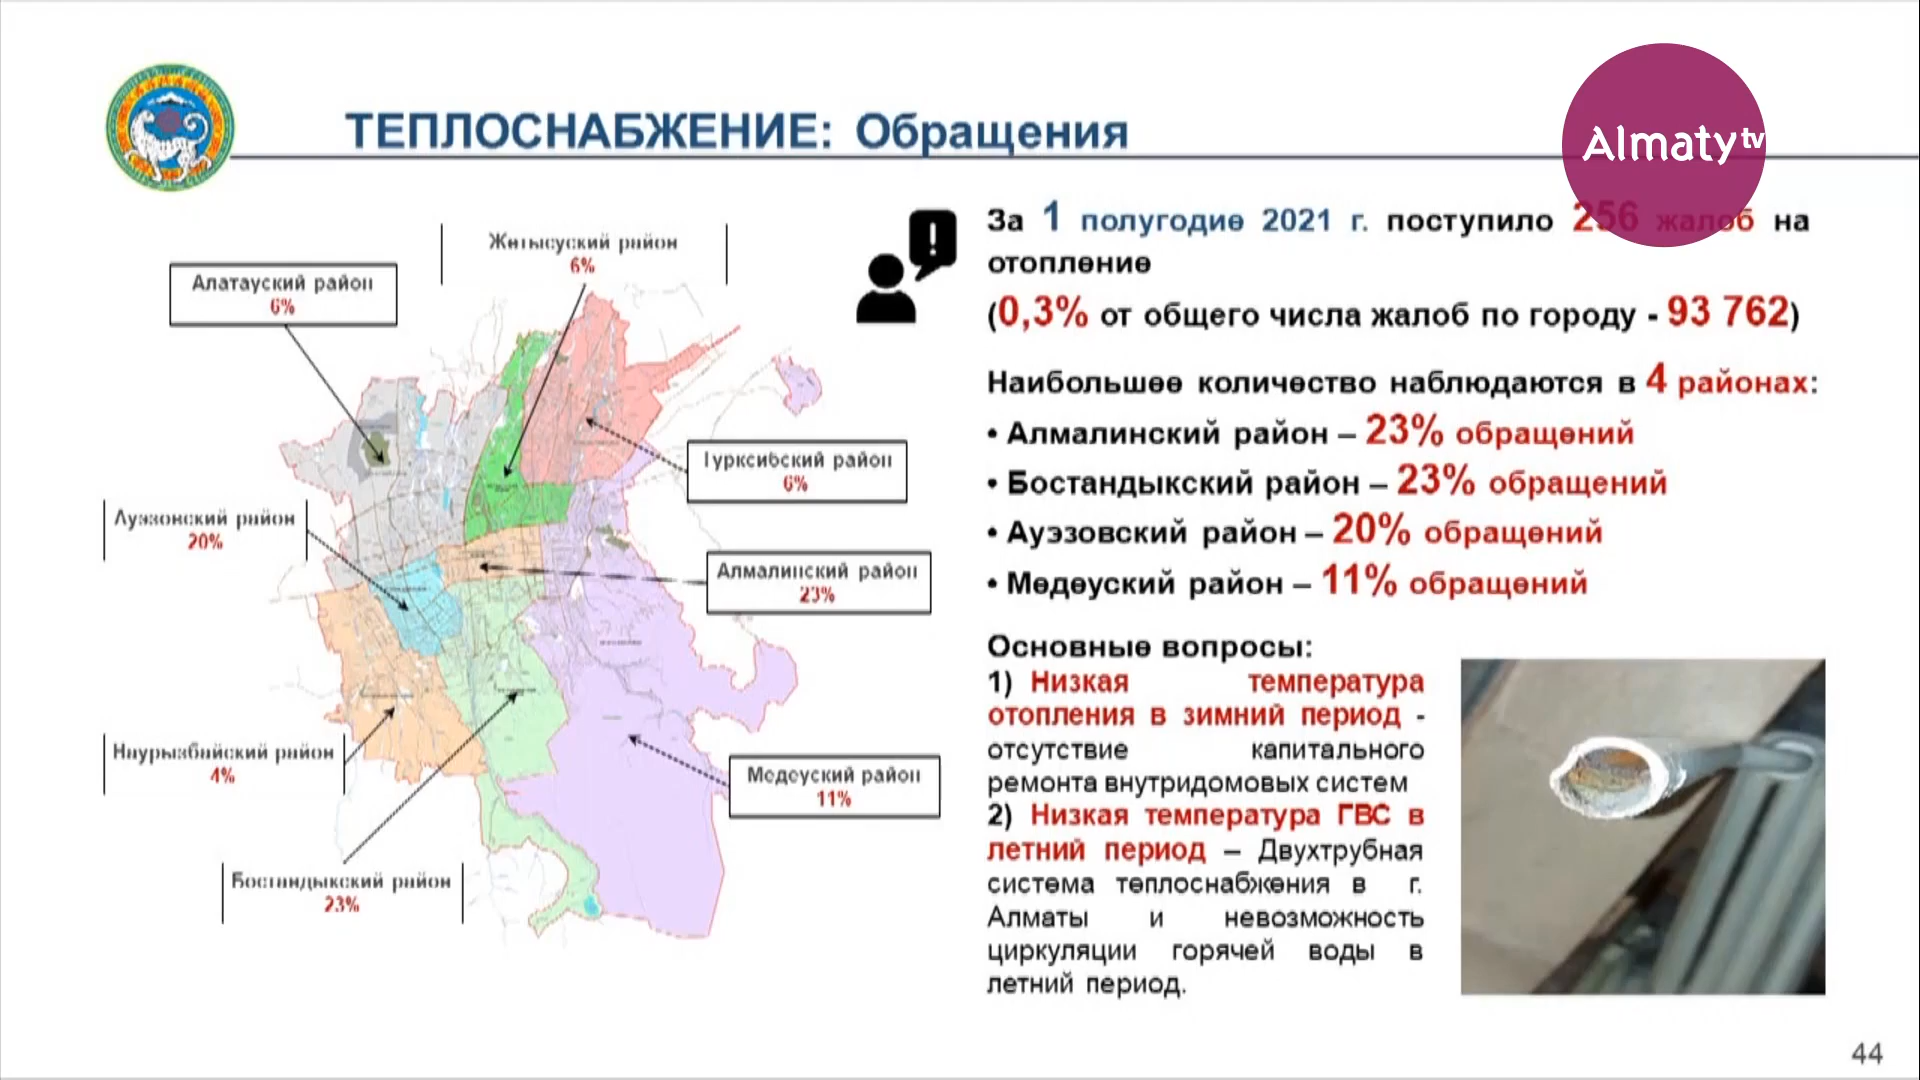 ТЕПЛОСНАБЖЕНИЕ: Обращения
Almaty tv
За 1 полугодие 2021 г. поступило 256 жалоб на
отопление
(0,3% от общего числа жалоб по городу - 93 762)
Наибольшее количество наблюдаются в 4 районах:
• Алмалинский район – 23% обращений
• Бостандыкский район – 23% обращений
• Ауэзовский район – 20% обращений
• Медеуский район – 11% обращений
Основные вопросы:
1) Низкая температура
отопления в зимний период -
отсутствие капитального
ремонта внутридомовых систем
2) Низкая температура ГВС в
летний период – Двухтрубная
система теплоснабжения в г.
Алматы и невозможность
циркуляции горячей воды в
летний период.
Жетысуский район
6%
Алатауский район
6%
Турксибский район
6%
Ауэзовский район
20%
Алмалинский район
23%
Наурызбайский район
4%
Медеуский район
11%
Бостандыкский район
23%
44